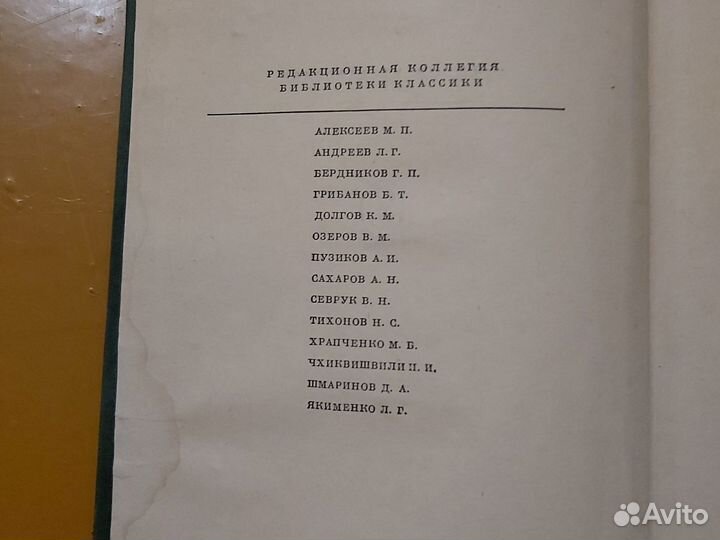 РЕДАКЦИОННАЯ КОЛЛЕГИЯ
БИБЛИОТЕКИ КЛАССИКИ
АЛЕКСЕЕВ М. П.
АНДРЕЕВ Л. Г.
БЕРДНИКОВ Г. П.
ГРИБАНОВ Б. Т.
ДОЛГОВ К. М.
ОЗЕРОВ В. М.
ПУЗИКОВ А. И.
САХАРОВ А. Н.
СЕВРУК В. Н.
ТИХОНОВ Н. С.
ХРАПЧЕНКО М. Б.
ЧХИКВИШВИЛИ И. И.
ШМАРИНОВ Д. А.
ЯКИМЕНКО Л. Г.
Avito